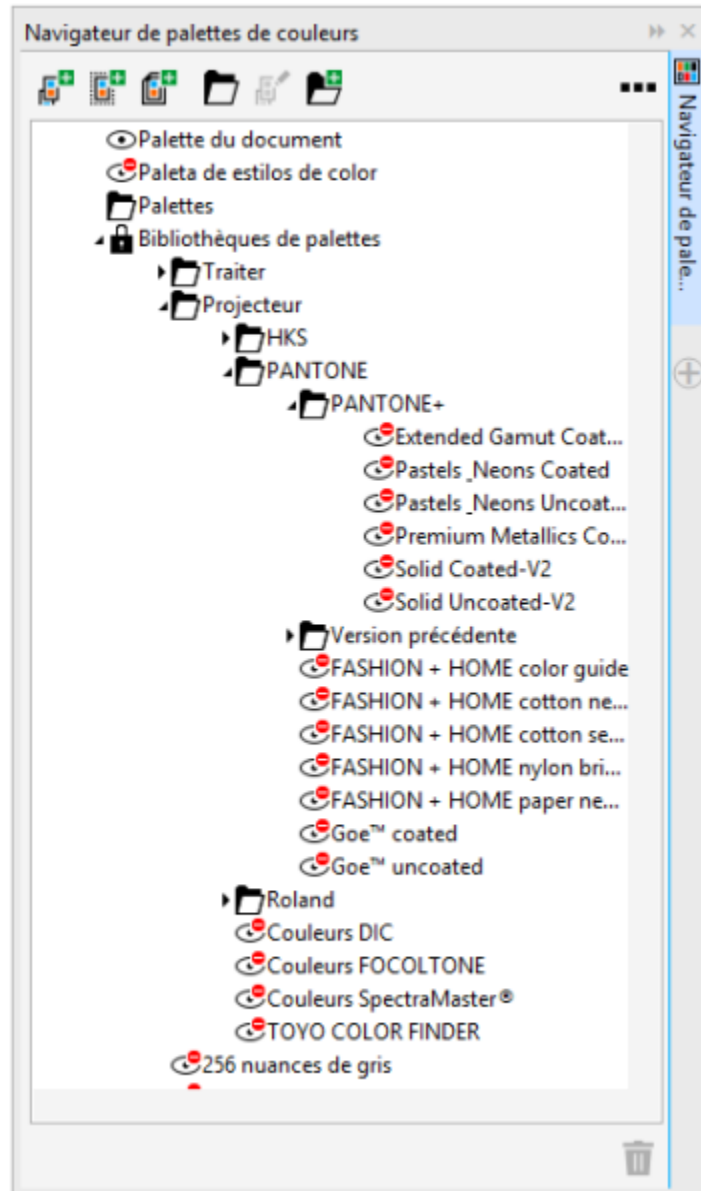 Navigateur de palettes de couleurs
Navigateur de pale...
Palette du document
Paleta de estilos de color
Palettes
Bibliothèques de palettes
Traiter
Projecteur
HKS
PANTONE
PANTONE+
Extended Gamut Coat...
Pastels _Neons Coated
Pastels _Neons Uncoat...
Premium Metallics Co...
Solid Coated-V2
Solid Uncoated-V2
Version précédente
FASHION + HOME color guide
FASHION + HOME cotton ne...
FASHION + HOME cotton se...
FASHION + HOME nylon bri...
FASHION + HOME paper ne...
Goe™ coated
Goe™ uncoated
Roland
Couleurs DIC
Couleurs FOCOLTONE
Couleurs SpectraMaster®
TOYO COLOR FINDER
256 nuances de gris